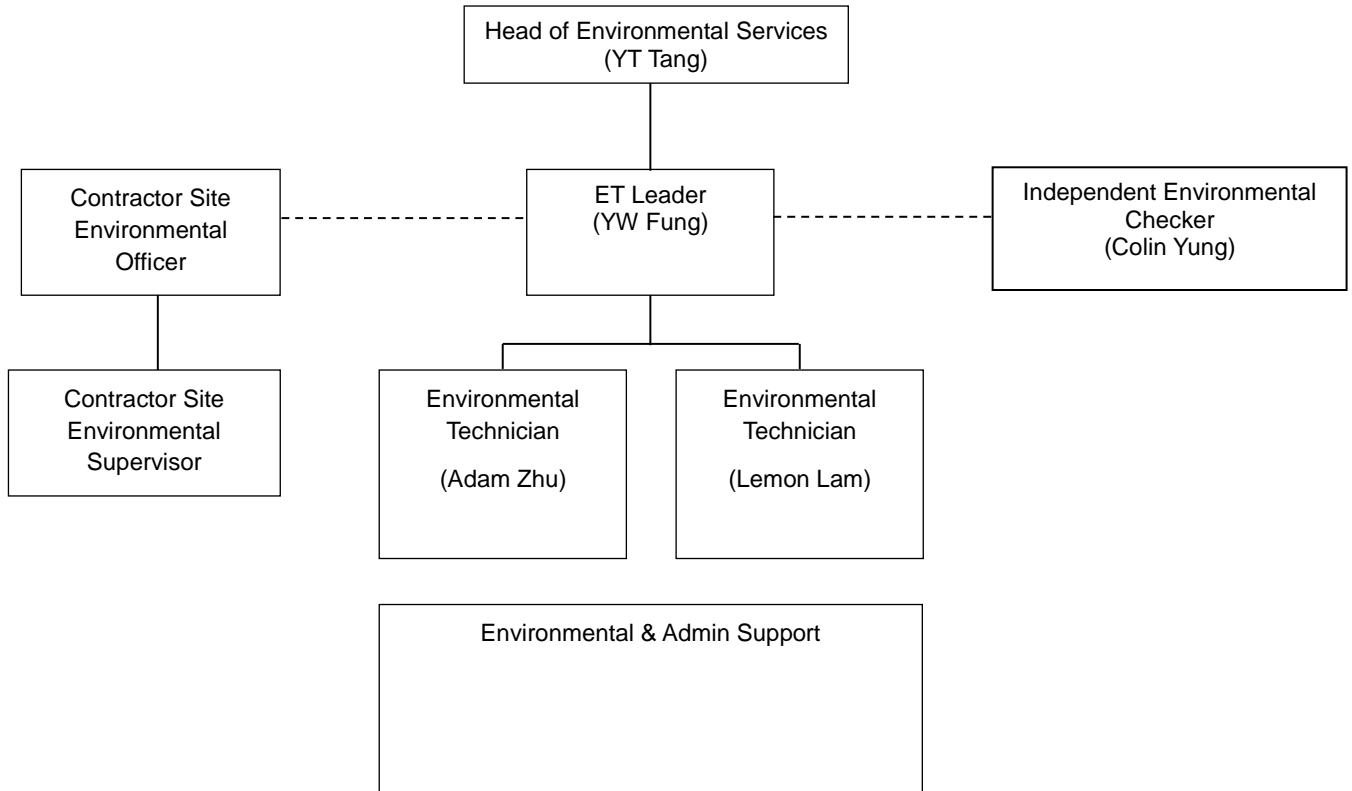 Head of Environmental Services
(YT Tang)
Contractor Site
Environmental
Officer
ET Leader
(YW Fung)
Independent Environmental
Checker
(Colin Yung)
Contractor Site
Environmental
Supervisor
Environmental
Technician
(Adam Zhu)
Environmental
Technician
(Lemon Lam)
Environmental & Admin Support